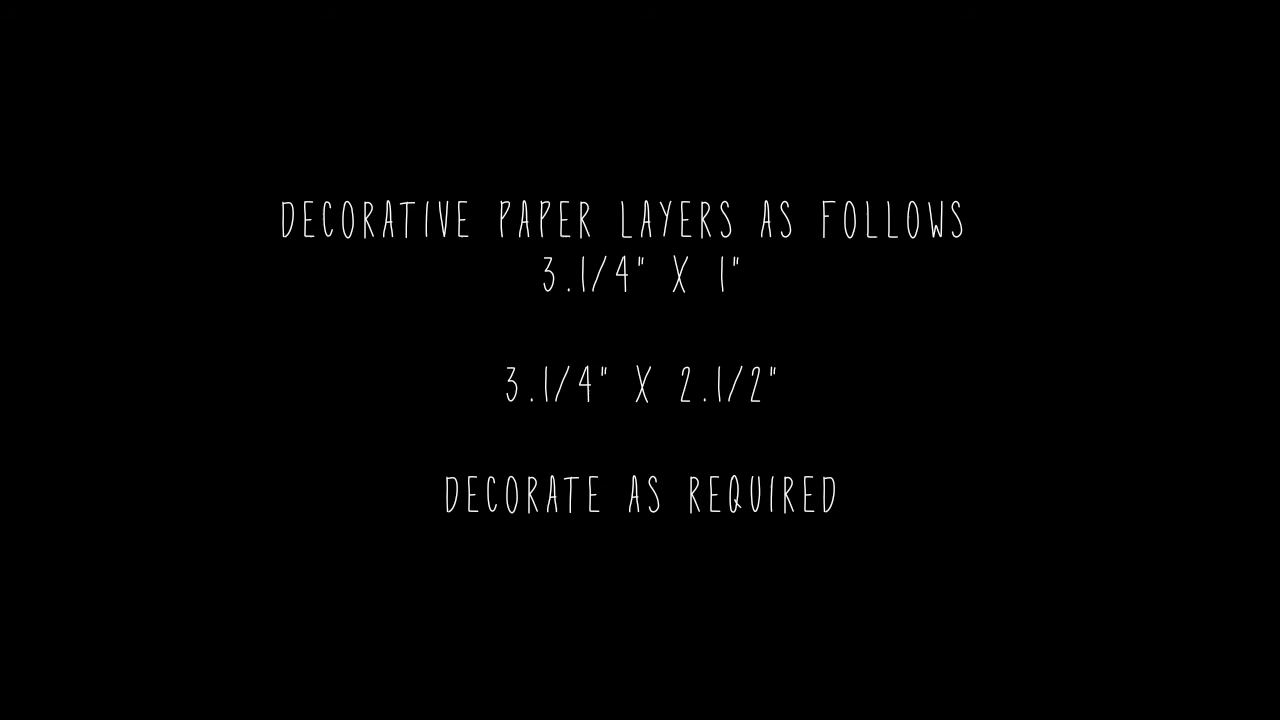 DECORATIVE PAPER LAYERS AS FOLLOWS
3.1/4" X 1"
3.1/4" X 2.1/2"
DECORATE AS REQUIRED